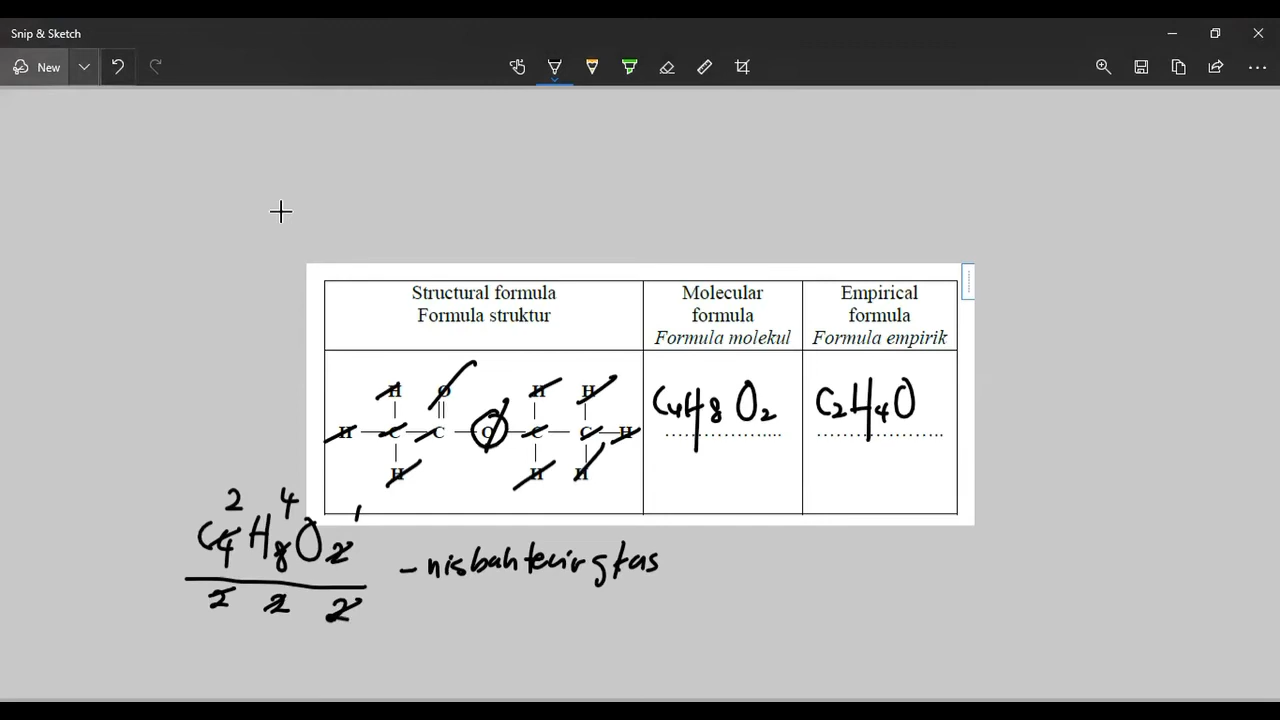 Snip & Sketch
New
Structural formula
Formula struktur
Molecular
formula
Formula molekul
Empirical
formula
Formula empirik
H O H H
H C C O C C H
H H H
C4H8O2
C2H4O
2 4 1
C4H8O2
2 2 2
- nisbah teringkas